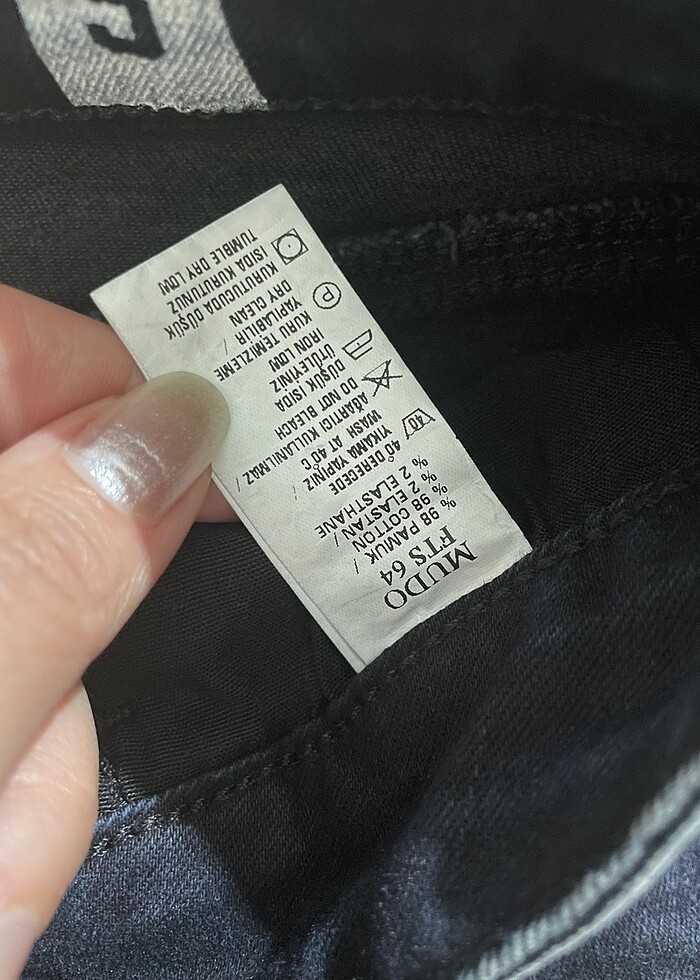 MUDO
FTS 64
% 98 PAMUK /
% 98 COTTON
% 2 ELASTAN /
% 2 ELASTHANE
40
40° DERECEDE
YIKAMA YAPINIZ /
WASH AT 40°C
AĞARTICI KULLANILMAZ /
DO NOT BLEACH
DÜŞÜK ISIDA
ÜTÜLEYİNİZ
IRON LOW
P
KURU TEMİZLEME
YAPILABİLİR /
DRY CLEAN
KURUTUCUDA DÜŞÜK
ISIDA KURUTUNUZ
TUMBLE DRY LOW